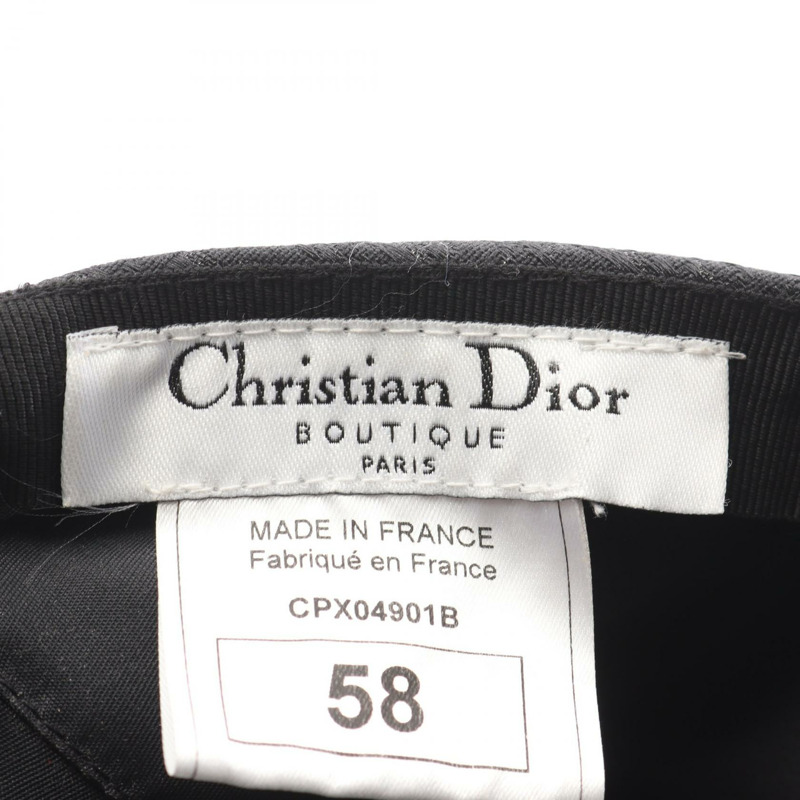 Christian Dior
BOUTIQUE
PARIS
MADE IN FRANCE
Fabriqué en France
CPX04901B
58